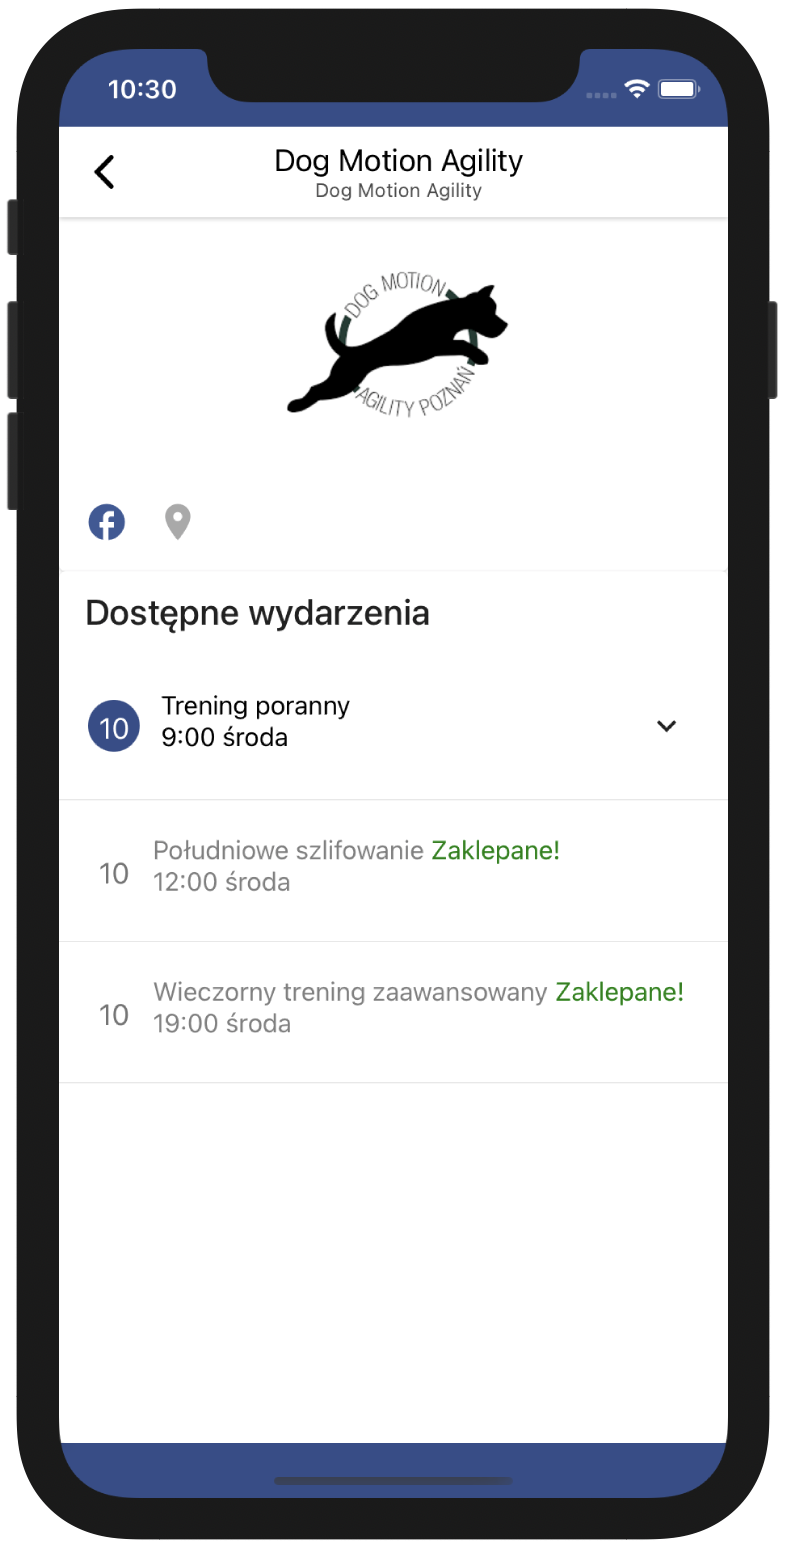 10:30
Dog Motion Agility
Dog Motion Agility
DOG MOTION
AGILITY POZNAŃ
Dostępne wydarzenia
10
Trening poranny
9:00 środa
10
Południowe szlifowanie Zaklepane!
12:00 środa
10
Wieczorny trening zaawansowany Zaklepane!
19:00 środa